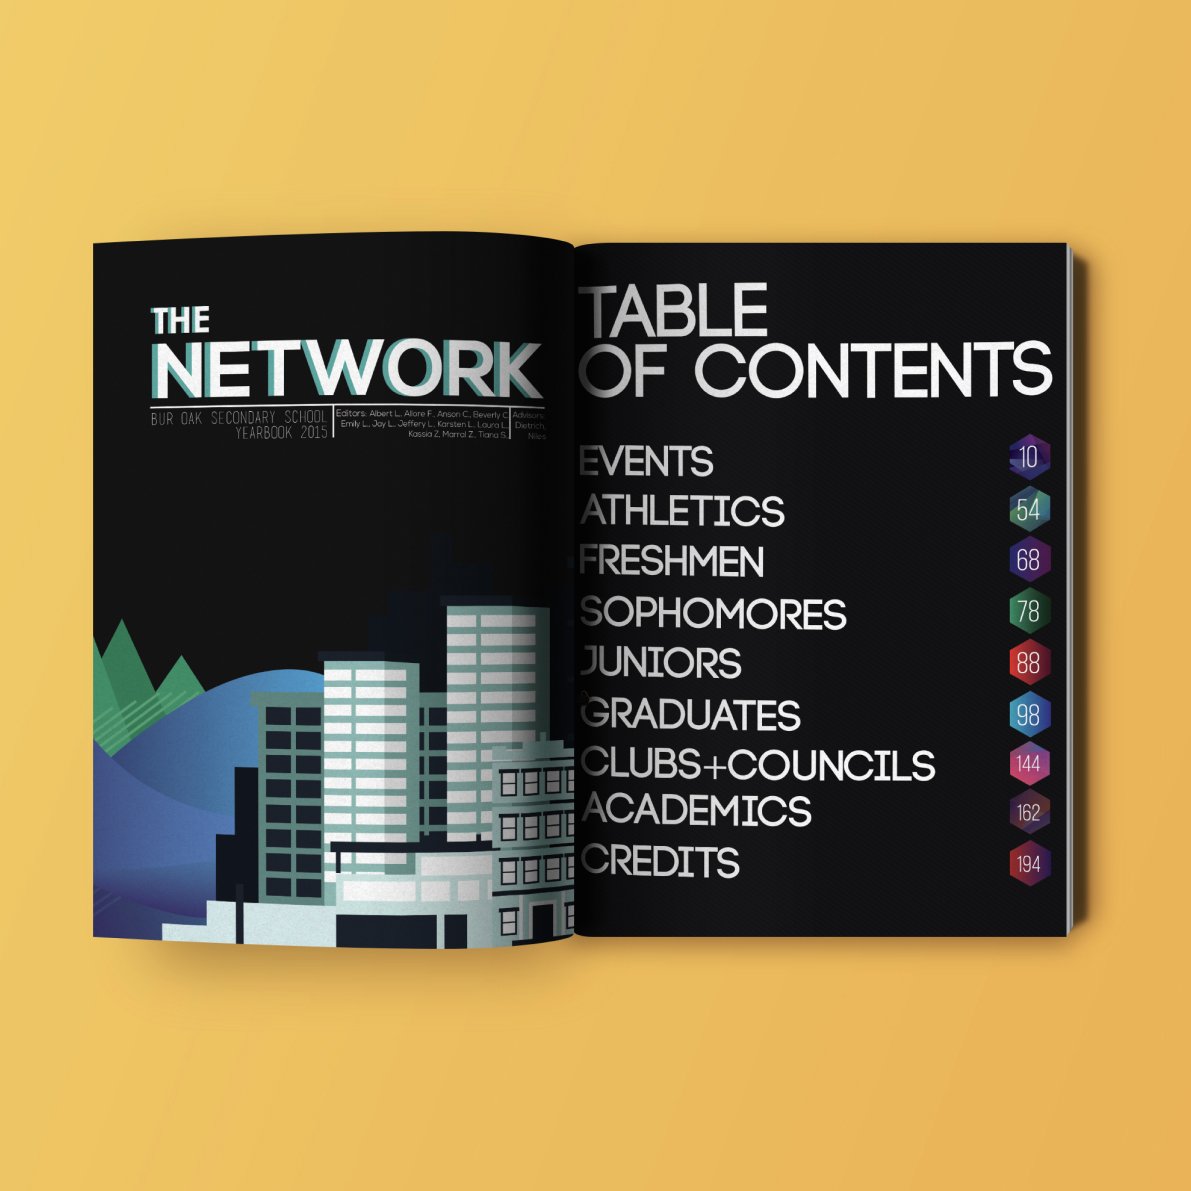 THE
NETWORK
BUR OAK SECONDARY SCHOOL
YEARBOOK 2015
Editors: Albert L., Allore F., Anson C., Beverly C.
Emily L., Joy L., Jeffery L., Karsten L., Laura L.,
Kassia Z, Marral Z., Tiana S.
Advisors:
Dietrich,
Niles
TABLE
OF CONTENTS
EVENTS 10
ATHLETICS 54
FRESHMEN 68
SOPHOMORES 78
JUNIORS 88
GRADUATES 98
CLUBS+COUNCILS 144
ACADEMICS 162
CREDITS 194